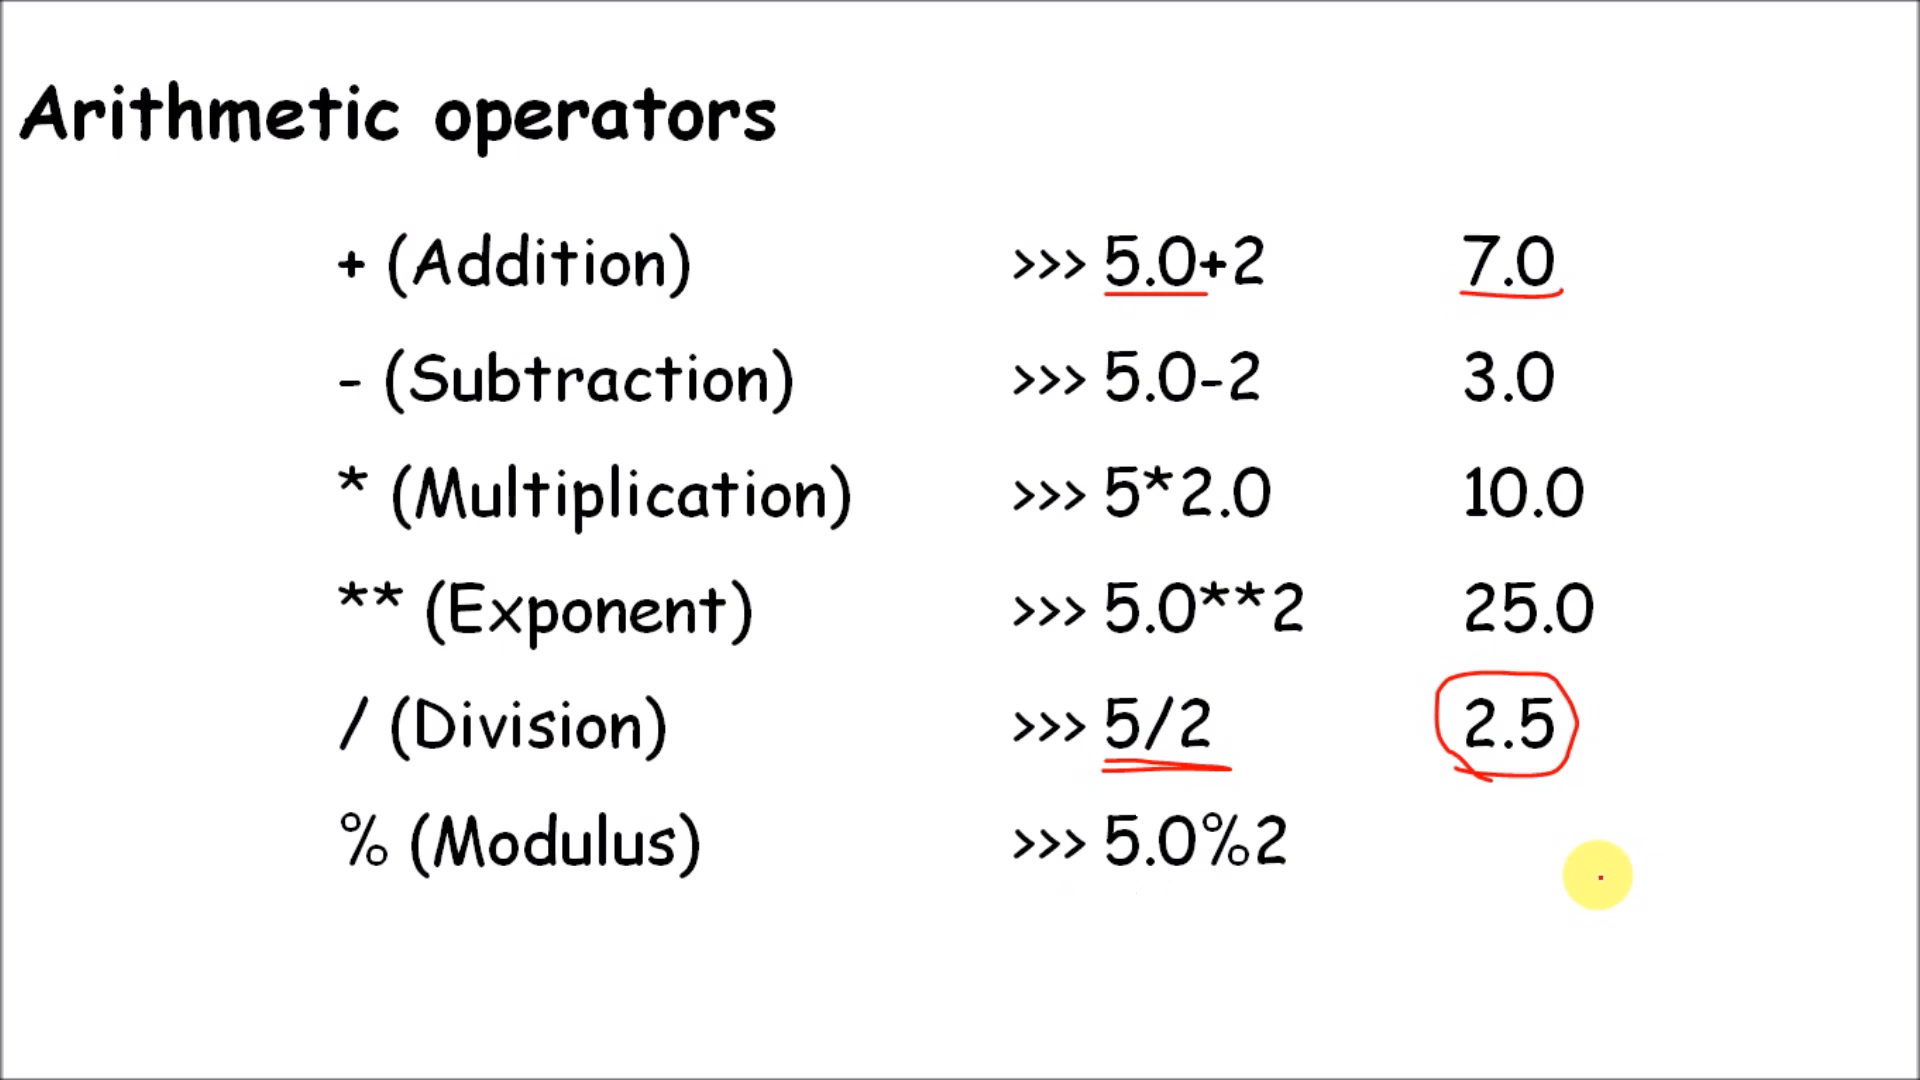 Arithmetic operators
+ (Addition) >>> 5.0+2 7.0
- (Subtraction) >>> 5.0-2 3.0
* (Multiplication) >>> 5*2.0 10.0
** (Exponent) >>> 5.0**2 25.0
/ (Division) >>> 5/2 2.5
% (Modulus) >>> 5.0%2